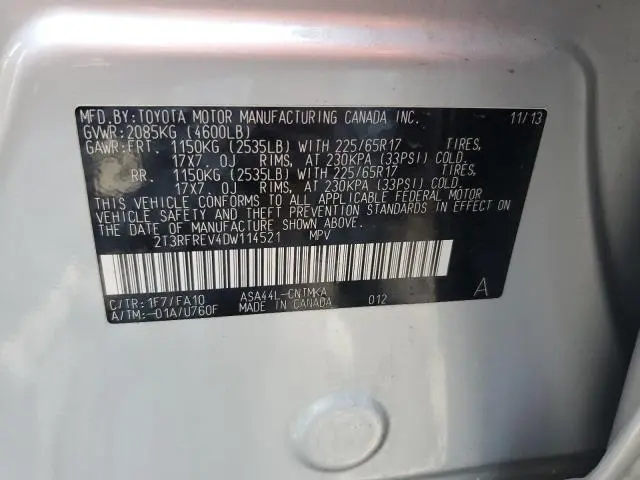 MFD.BY:TOYOTA MOTOR MANUFACTURING CANADA INC. 11/13
GVWR:2085KG (4600LB)
GAWR:FRT. 1150KG (2535LB) WITH 225/65R17 TIRES,
17X7.0J RIMS, AT 230KPA (33PSI) COLD.
RR. 1150KG (2535LB) WITH 225/65R17 TIRES,
17X7.0J RIMS, AT 230KPA (33PSI) COLD.
THIS VEHICLE CONFORMS TO ALL APPLICABLE FEDERAL MOTOR
VEHICLE SAFETY AND THEFT PREVENTION STANDARDS IN EFFECT ON
THE DATE OF MANUFACTURE SHOWN ABOVE.
2T3RFREV4DW114521 MPV
A
C/TR:1F7/FA10 ASA44L-CNTMKA 012
A/TM:-01A/U760F MADE IN CANADA